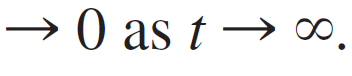 → 0 as t → ∞.